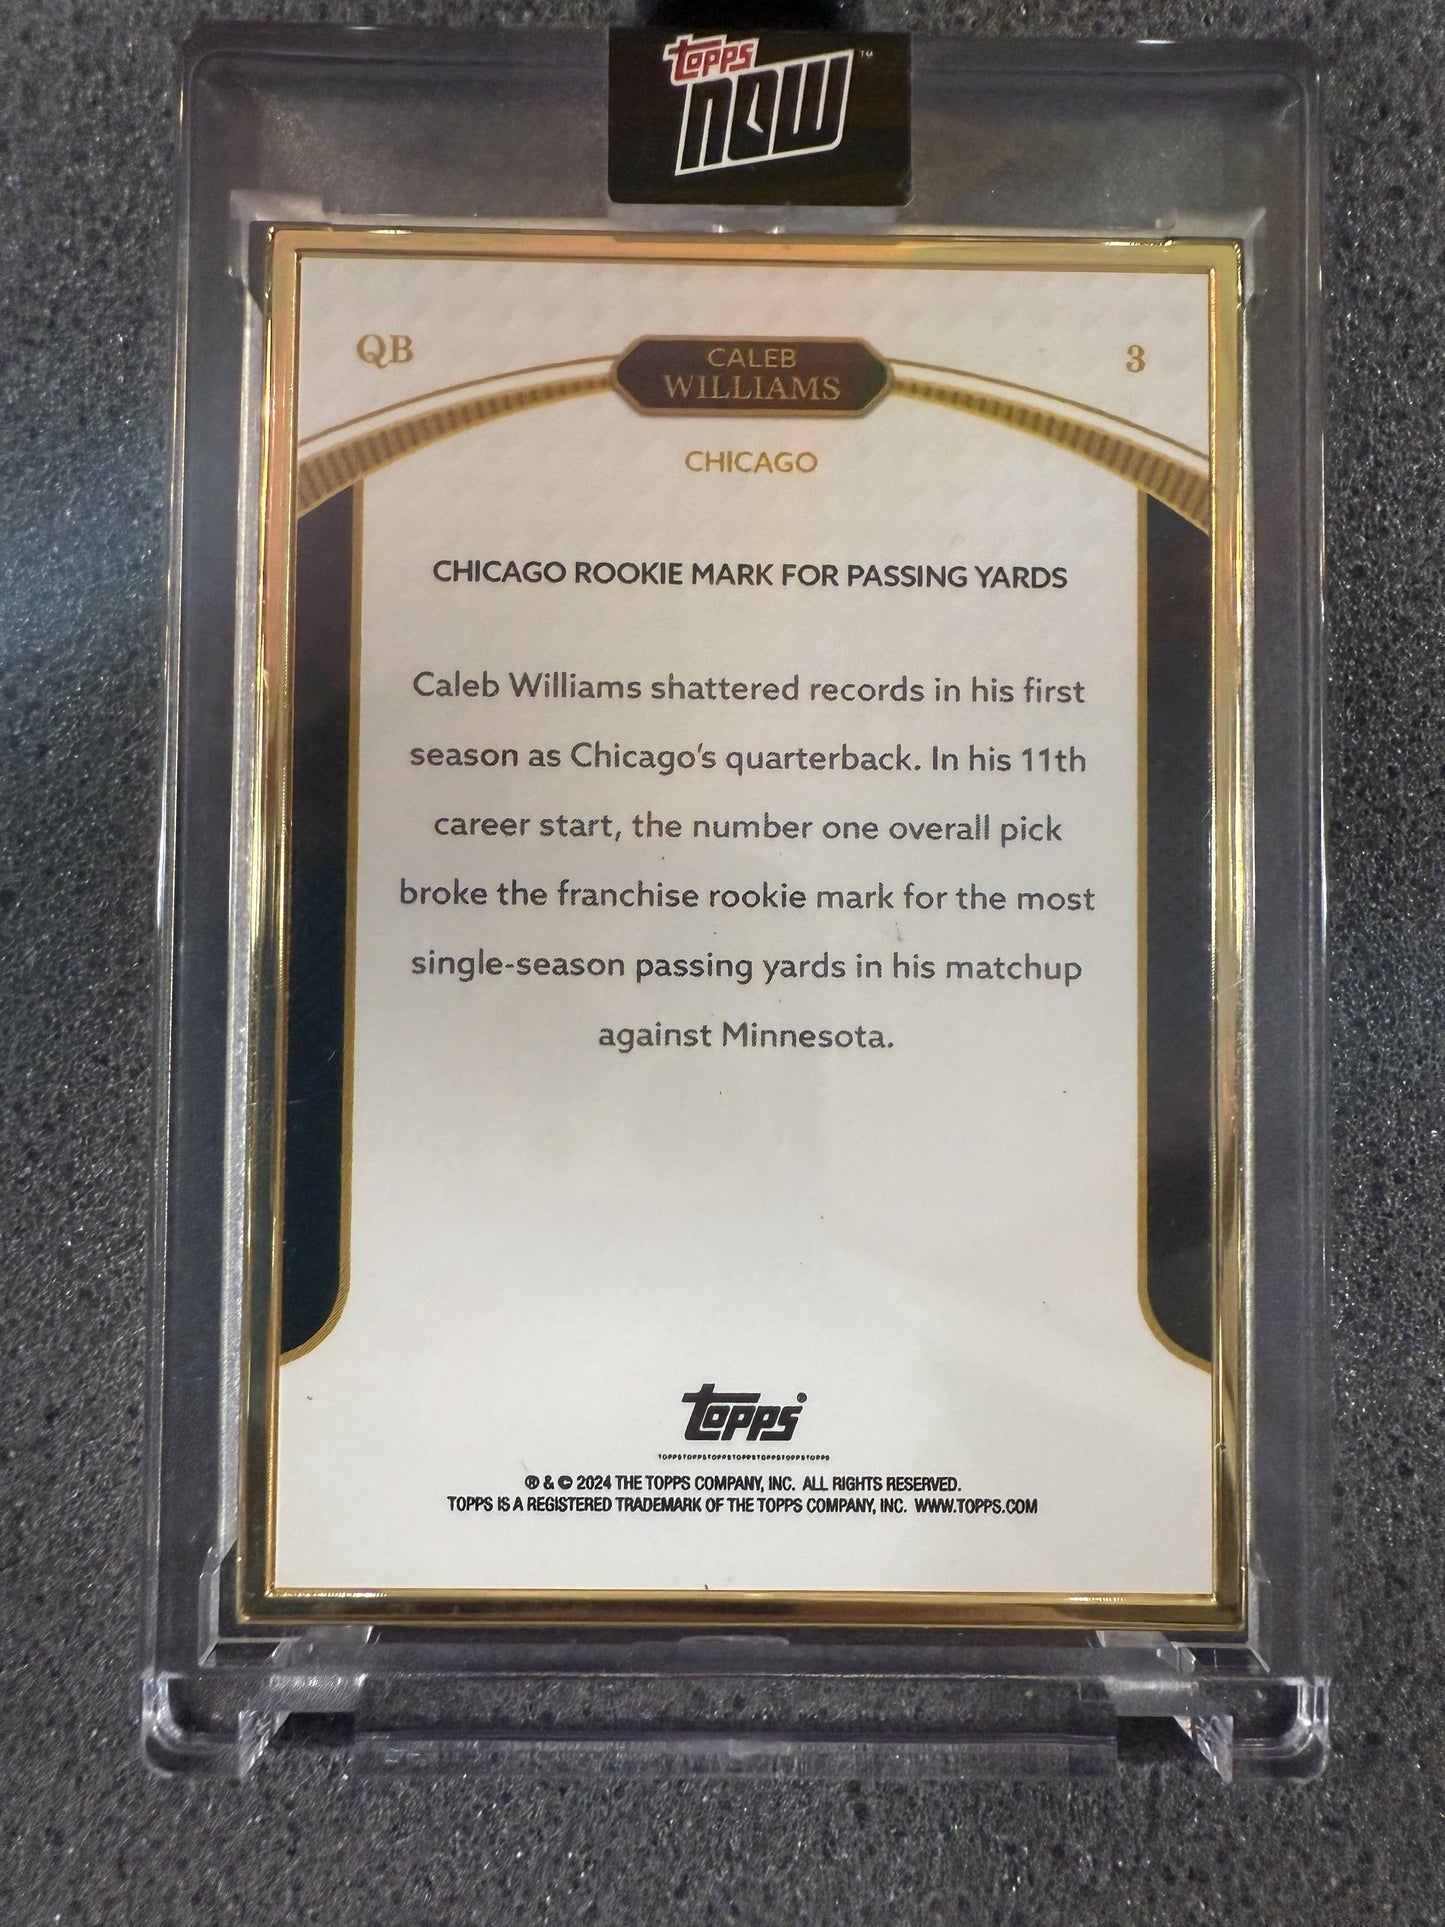 topps
now™
QB
CALEB
WILLIAMS
3
CHICAGO
CHICAGO ROOKIE MARK FOR PASSING YARDS
Caleb Williams shattered records in his first
season as Chicago's quarterback. In his 11th
career start, the number one overall pick
broke the franchise rookie mark for the most
single-season passing yards in his matchup
against Minnesota.
topps®
TOPPSTOPPSTOPPSTOPPSTOPPSTOPPSTOPPS
® & © 2024 THE TOPPS COMPANY, INC. ALL RIGHTS RESERVED.
TOPPS IS A REGISTERED TRADEMARK OF THE TOPPS COMPANY, INC. WWW.TOPPS.COM